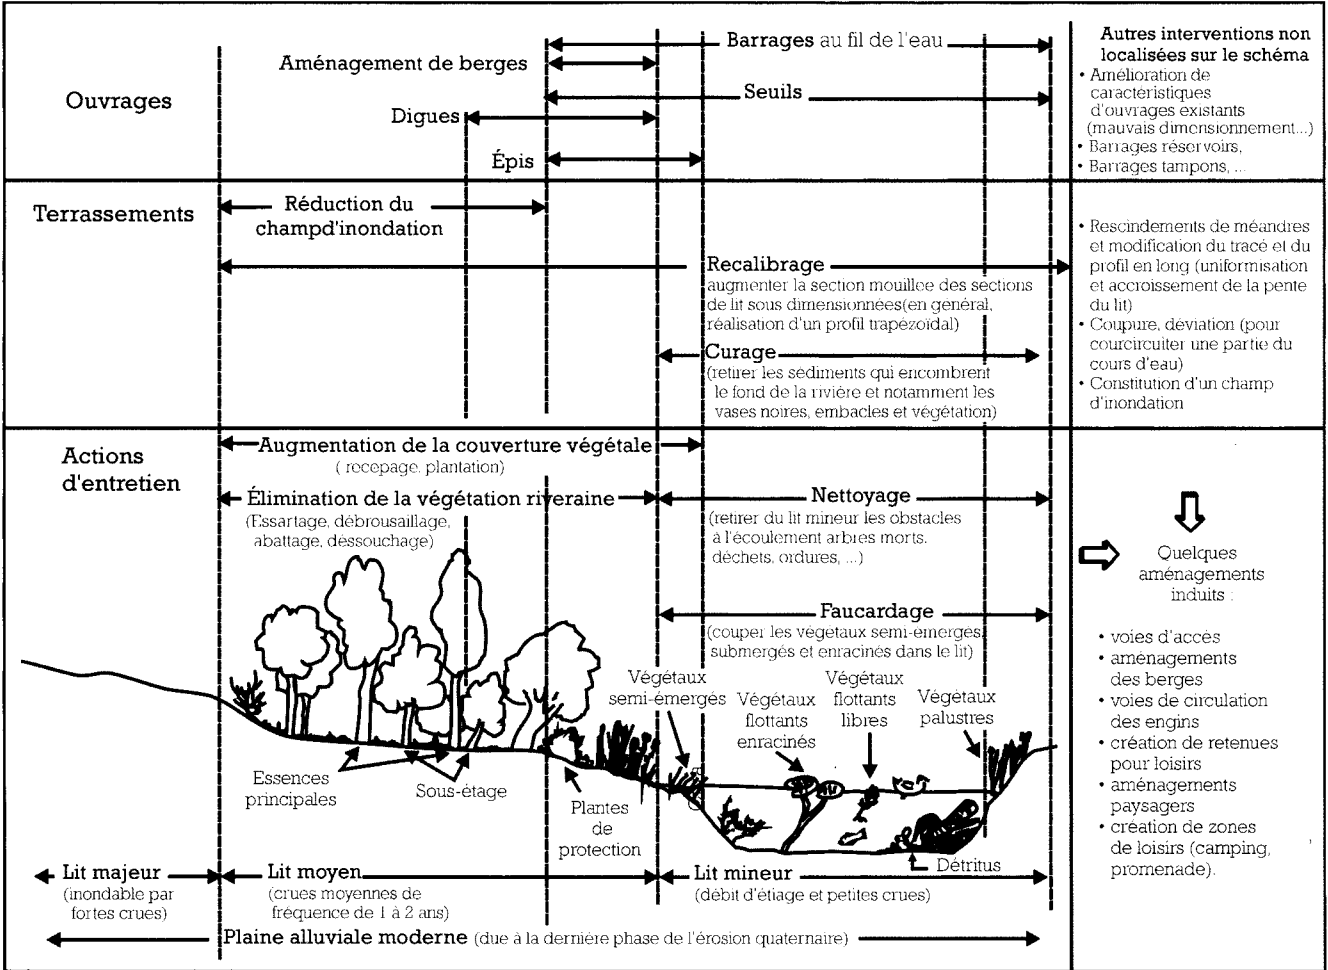 Ouvrages
Barrages au fil de l'eau
Aménagement de berges
Seuils
Digues
Épis
Autres interventions non
localisées sur le schéma
• Amélioration de
caractéristiques
d'ouvrages existants
(mauvais dimensionnement...)
• Barrages réservoirs,
• Barrages tampons, ...
Terrassements
Réduction du
champd'inondation
Recalibrage
augmenter la section mouillée des sections
de lit sous dimensionnées(en général,
réalisation d'un profil trapézoïdal)
Curage
(retirer les sédiments qui encombrent
le fond de la rivière et notamment les
vases noires, embacles et végétation)
• Rescindements de méandres
et modification du tracé et du
profil en long (uniformisation
et accroissement de la pente
du lit)
• Coupure, déviation (pour
courcircuiter une partie du
cours d'eau)
• Constitution d'un champ
d'inondation
Actions
d'entretien
Augmentation de la couverture végétale
( recepage, plantation)
Élimination de la végétation riveraine
(Essartage, débrousaillage,
abattage, déssouchage)
Nettoyage
(retirer du lit mineur les obstacles
à l'écoulement arbres morts,
déchets, ordures, ...)
Faucardage
(couper les végetaux semi-emergés,
submergés et enracinés dans le lit)
Végétaux
semi-émergés
Végétaux
flottants
enracinés
Végétaux
flottants
libres
Végétaux
palustres
Essences
principales
Sous-étage
Plantes
de
protection
Détritus
Quelques
aménagements
induits :
• voies d'accès
• aménagements
des berges
• voies de circulation
des engins
• création de retenues
pour loisirs
• aménagements
paysagers
• création de zones
de loisirs (camping,
promenade).
Lit majeur
(inondable par
fortes crues)
Lit moyen
(crues moyennes de
fréquence de 1 à 2 ans)
Lit mineur
(débit d'étiage et petites crues)
Plaine alluviale moderne (due à la dernière phase de l'érosion quaternaire)